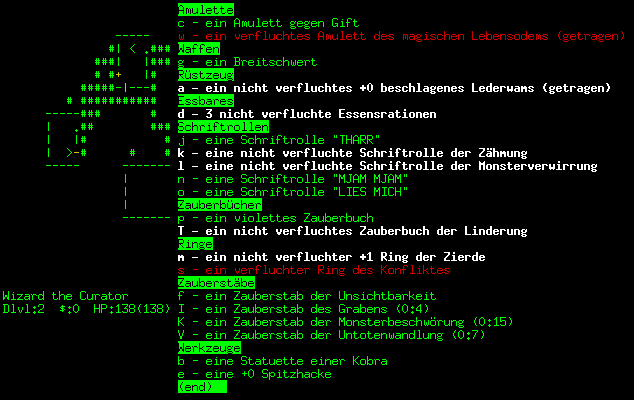 Amulette
c - ein Amulett gegen Gift
w - ein verfluchtes Amulett des magischen Lebensodems (getragen)
Waffen
g - ein Breitschwert
Rüstzeug
a - ein nicht verfluchtes +0 beschlagenes Lederwams (getragen)
Essbares
d - 3 nicht verfluchte Essensrationen
Schriftrollen
j - eine Schriftrolle "THARR"
k - eine nicht verfluchte Schriftrolle der Zähmung
l - eine nicht verfluchte Schriftrolle der Monsterverwirrung
n - eine Schriftrolle "MJAM MJAM"
o - eine Schriftrolle "LIES MICH"
Zauberbücher
p - ein violettes Zauberbuch
T - ein nicht verfluchtes Zauberbuch der Linderung
Ringe
m - ein nicht verfluchter +1 Ring der Zierde
s - ein verfluchter Ring des Konfliktes
Zauberstäbe
Wizard the Curator
f - ein Zauberstab der Unsichtbarkeit
Dlvl:2 *:0 HP:138(138)
I - ein Zauberstab des Grabens (0:4)
K - ein Zauberstab der Monsterbeschwörung (0:15)
V - ein Zauberstab der Untotenwandlung (0:7)
Werkzeuge
b - eine Statuette einer Kobra
e - eine +0 Spitzhacke
(end)